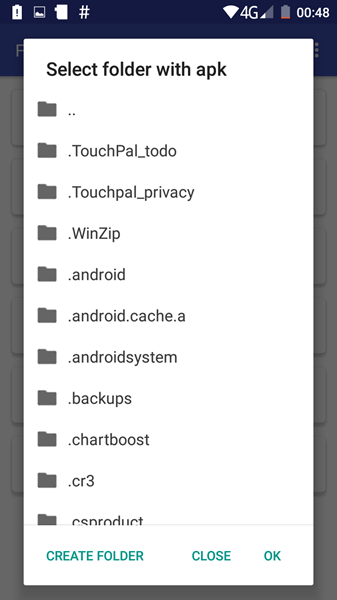 4G 00:48
F
Select folder with apk
..
.TouchPal_todo
.Touchpal_privacy
.WinZip
.android
.android.cache.a
.androidsystem
.backups
.chartboost
.cr3
.csproduct
CREATE FOLDER CLOSE OK